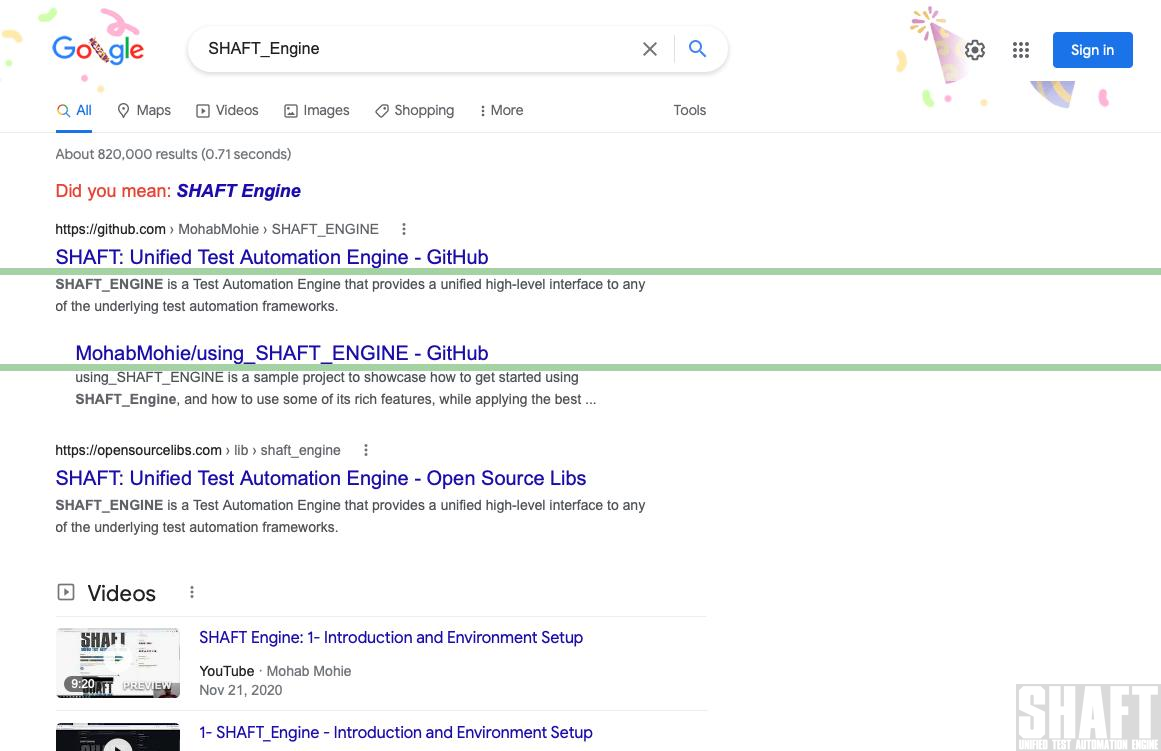 Google
SHAFT_Engine
Sign in
All
Maps
Videos
Images
Shopping
More
Tools
About 820,000 results (0.71 seconds)
Did you mean: SHAFT Engine
https://github.com › MohabMohie › SHAFT_ENGINE
SHAFT: Unified Test Automation Engine - GitHub
SHAFT_ENGINE is a Test Automation Engine that provides a unified high-level interface to any
of the underlying test automation frameworks.
MohabMohie/using_SHAFT_ENGINE - GitHub
using_SHAFT_ENGINE is a sample project to showcase how to get started using
SHAFT_Engine, and how to use some of its rich features, while applying the best ...
https://opensourcelibs.com › lib › shaft_engine
SHAFT: Unified Test Automation Engine - Open Source Libs
SHAFT_ENGINE is a Test Automation Engine that provides a unified high-level interface to any
of the underlying test automation frameworks.
Videos
SHAFT
9:20
PREVIEW
SHAFT Engine: 1- Introduction and Environment Setup
YouTube · Mohab Mohie
Nov 21, 2020
1- SHAFT_Engine - Introduction and Environment Setup
SHAFT
UNIFIED TEST AUTOMATION ENGINE